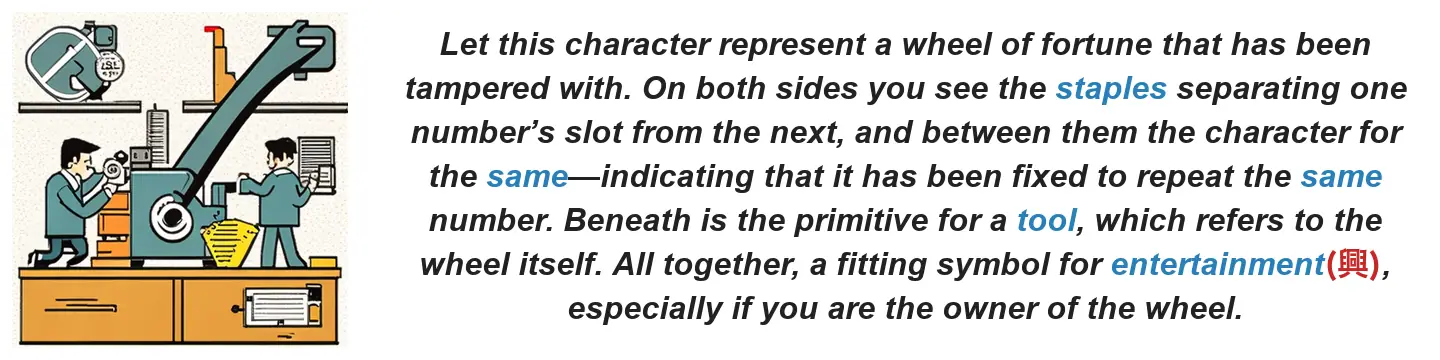 Let this character represent a wheel of fortune that has been
tampered with. On both sides you see the staples separating one
number’s slot from the next, and between them the character for
the same—indicating that it has been fixed to repeat the same
number. Beneath is the primitive for a tool, which refers to the
wheel itself. All together, a fitting symbol for entertainment(興),
especially if you are the owner of the wheel.